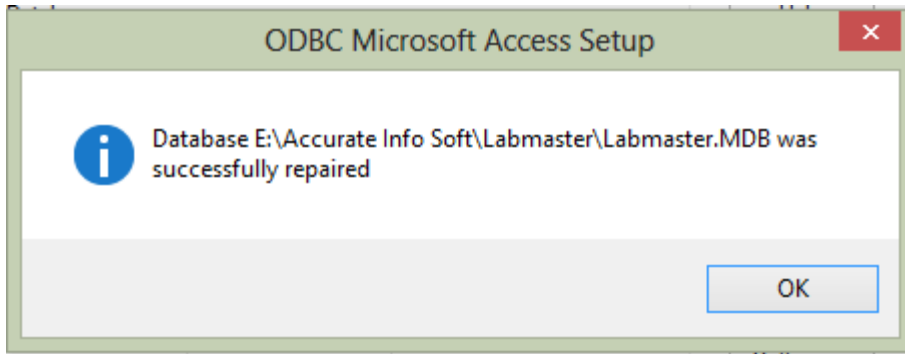 ODBC Microsoft Access Setup
Database E:\Accurate Info Soft\Labmaster\Labmaster.MDB was
successfully repaired
OK